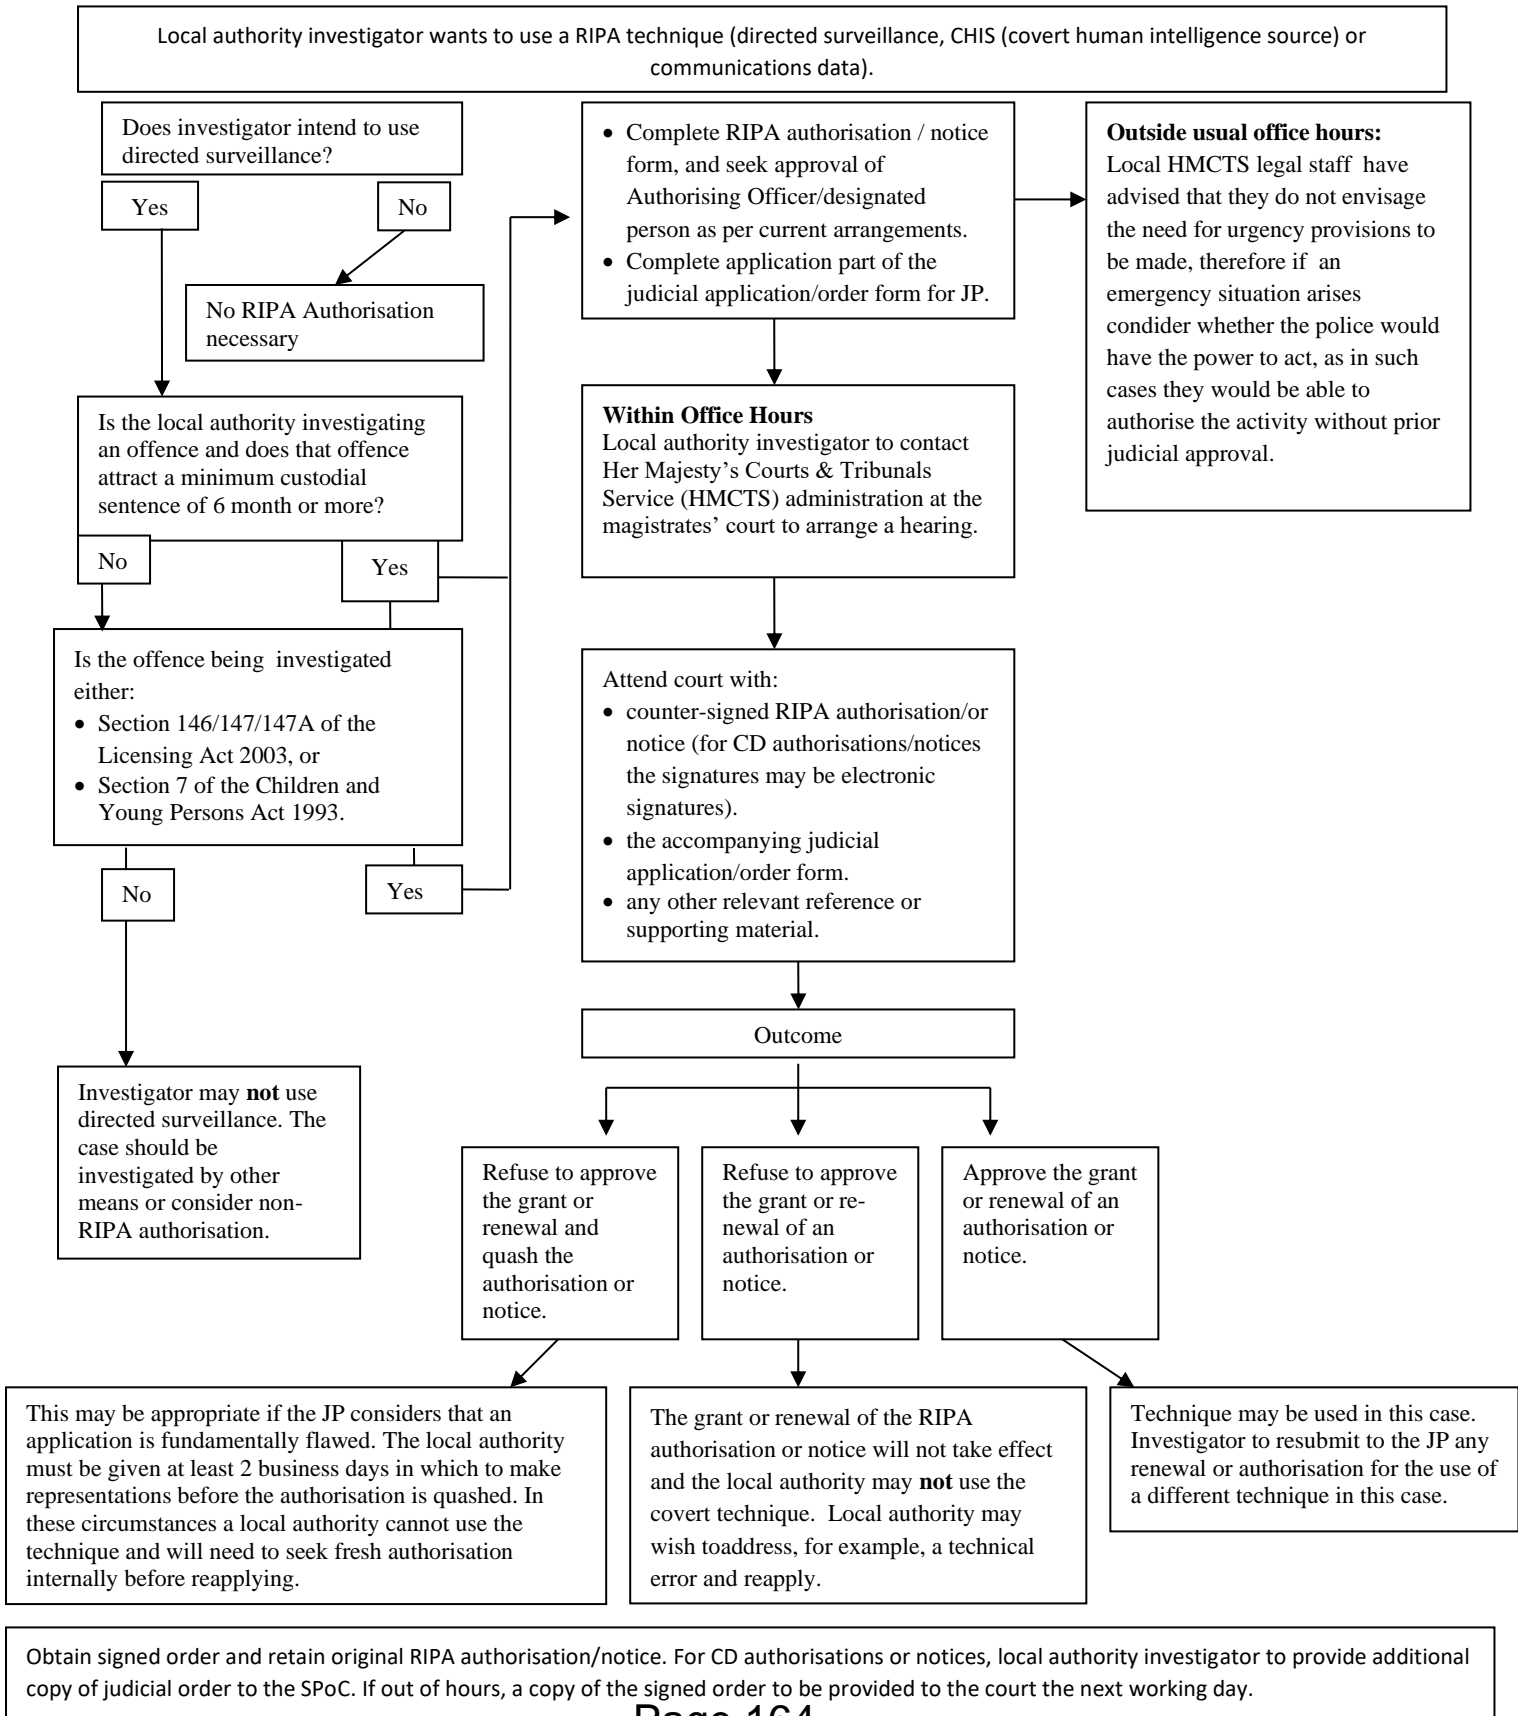 Local authority investigator wants to use a RIPA technique (directed surveillance, CHIS (covert human intelligence source) or
communications data).
Does investigator intend to use
directed surveillance?
Yes
No
No RIPA Authorisation
necessary
Is the local authority investigating
an offence and does that offence
attract a minimum custodial
sentence of 6 month or more?
No
Yes
Is the offence being investigated
either:
• Section 146/147/147A of the
Licensing Act 2003, or
• Section 7 of the Children and
Young Persons Act 1993.
No
Yes
Investigator may not use
directed surveillance. The
case should be
investigated by other
means or consider non-
RIPA authorisation.
• Complete RIPA authorisation / notice
form, and seek approval of
Authorising Officer/designated
person as per current arrangements.
• Complete application part of the
judicial application/order form for JP.
Outside usual office hours:
Local HMCTS legal staff have
advised that they do not envisage
the need for urgency provisions to
be made, therefore if an
emergency situation arises
condider whether the police would
have the power to act, as in such
cases they would be able to
authorise the activity without prior
judicial approval.
Within Office Hours
Local authority investigator to contact
Her Majesty’s Courts & Tribunals
Service (HMCTS) administration at the
magistrates’ court to arrange a hearing.
Attend court with:
• counter-signed RIPA authorisation/or
notice (for CD authorisations/notices
the signatures may be electronic
signatures).
• the accompanying judicial
application/order form.
• any other relevant reference or
supporting material.
Outcome
Refuse to approve
the grant or
renewal and
quash the
authorisation or
notice.
Refuse to approve
the grant or re-
newal of an
authorisation or
notice.
Approve the grant
or renewal of an
authorisation or
notice.
This may be appropriate if the JP considers that an
application is fundamentally flawed. The local authority
must be given at least 2 business days in which to make
representations before the authorisation is quashed. In
these circumstances a local authority cannot use the
technique and will need to seek fresh authorisation
internally before reapplying.
The grant or renewal of the RIPA
authorisation or notice will not take effect
and the local authority may not use the
covert technique. Local authority may
wish toaddress, for example, a technical
error and reapply.
Technique may be used in this case.
Investigator to resubmit to the JP any
renewal or authorisation for the use of
a different technique in this case.
Obtain signed order and retain original RIPA authorisation/notice. For CD authorisations or notices, local authority investigator to provide additional
copy of judicial order to the SPoC. If out of hours, a copy of the signed order to be provided to the court the next working day.
Page 164